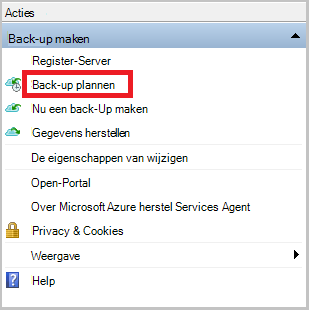 Acties
Back-up maken
Register-Server
Back-up plannen
Nu een back-Up maken
Gegevens herstellen
De eigenschappen van wijzigen
Open-Portal
Over Microsoft Azure herstel Services Agent
Privacy & Cookies
Weergave
Help